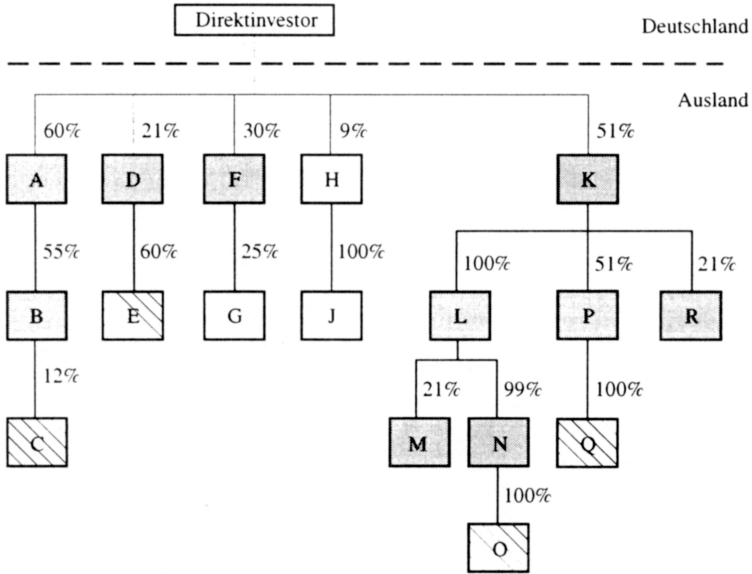 Direktinvestor
Deutschland
Ausland
60% 21% 30% 9% 51%
A D F H K
55% 60% 25% 100% 100% 51% 21%
B E G J L P R
12% 21% 99% 100%
C M N Q
100%
O